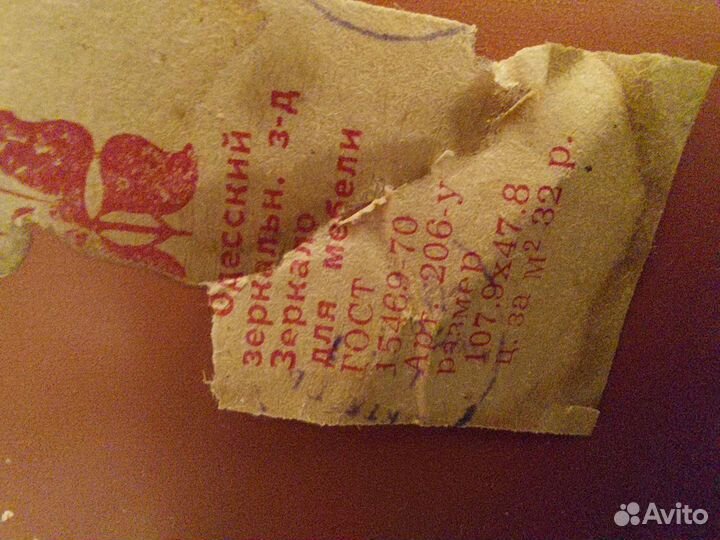 Одесский
зеркальн. з-д
Зеркало
для мебели
ГОСТ
15469-70
Арт. 206-у
размер
107.9х47.8
ц. за м² 32 р.
Avito